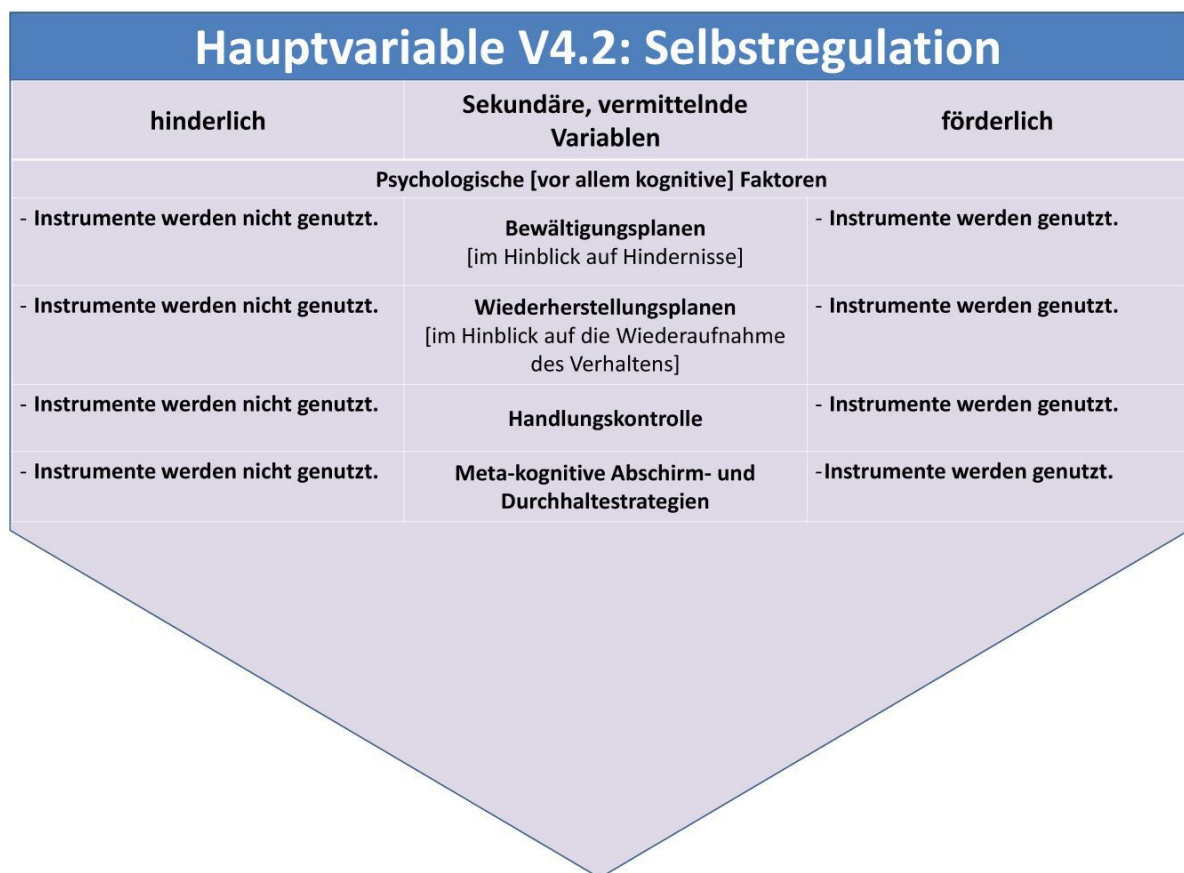 Hauptvariable V4.2: Selbstregulation
hinderlich
Sekundäre, vermittelnde
Variablen
förderlich
Psychologische [vor allem kognitive] Faktoren
- Instrumente werden nicht genutzt.
Bewältigungsplanen
[im Hinblick auf Hindernisse]
- Instrumente werden genutzt.
- Instrumente werden nicht genutzt.
Wiederherstellungsplanen
[im Hinblick auf die Wiederaufnahme
des Verhaltens]
- Instrumente werden genutzt.
- Instrumente werden nicht genutzt.
Handlungskontrolle
- Instrumente werden genutzt.
- Instrumente werden nicht genutzt.
Meta-kognitive Abschirm- und
Durchhaltestrategien
-Instrumente werden genutzt.